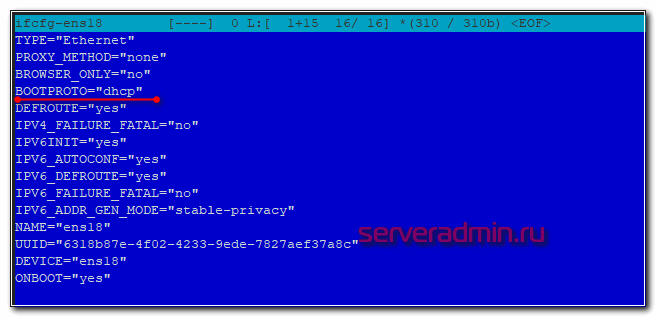 ifcfg-ens18 [----] 0 L:[ 1+15 16/ 16] *(310 / 310b) <EOF>
TYPE="Ethernet"
PROXY_METHOD="none"
BROWSER_ONLY="no"
BOOTPROTO="dhcp"
DEFROUTE="yes"
IPV4_FAILURE_FATAL="no"
IPV6INIT="yes"
IPV6_AUTOCONF="yes"
IPV6_DEFROUTE="yes"
IPV6_FAILURE_FATAL="no"
IPV6_ADDR_GEN_MODE="stable-privacy"
NAME="ens18"
serveradmin.ru
UUID="6318b87e-4f02-4233-9ede-7827aef37a8c"
DEVICE="ens18"
ONBOOT="yes"